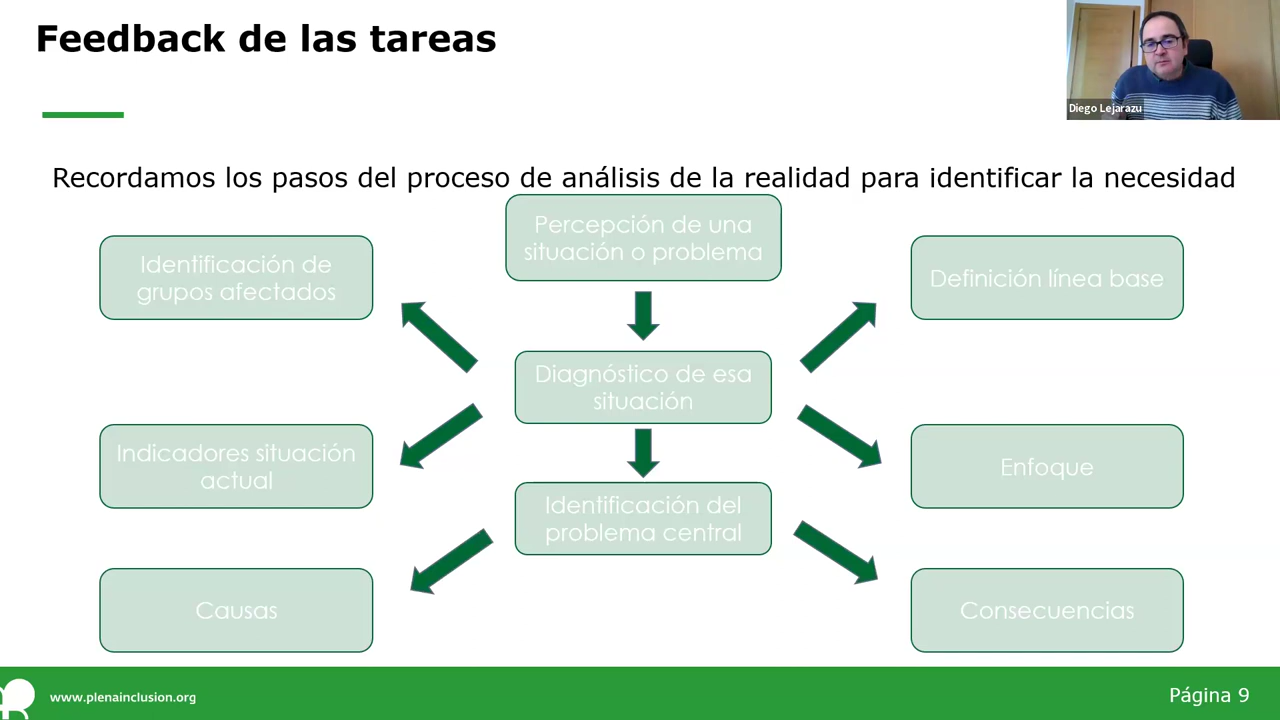 Feedback de las tareas
Diego Lejarazu
Recordamos los pasos del proceso de análisis de la realidad para identificar la necesidad
Percepción de una
situación o problema
Identificación de
grupos afectados
Definición línea base
Diagnóstico de esa
situación
Indicadores situación
actual
Enfoque
Identificación del
problema central
Causas
Consecuencias
www.plenainclusion.org
Página 9